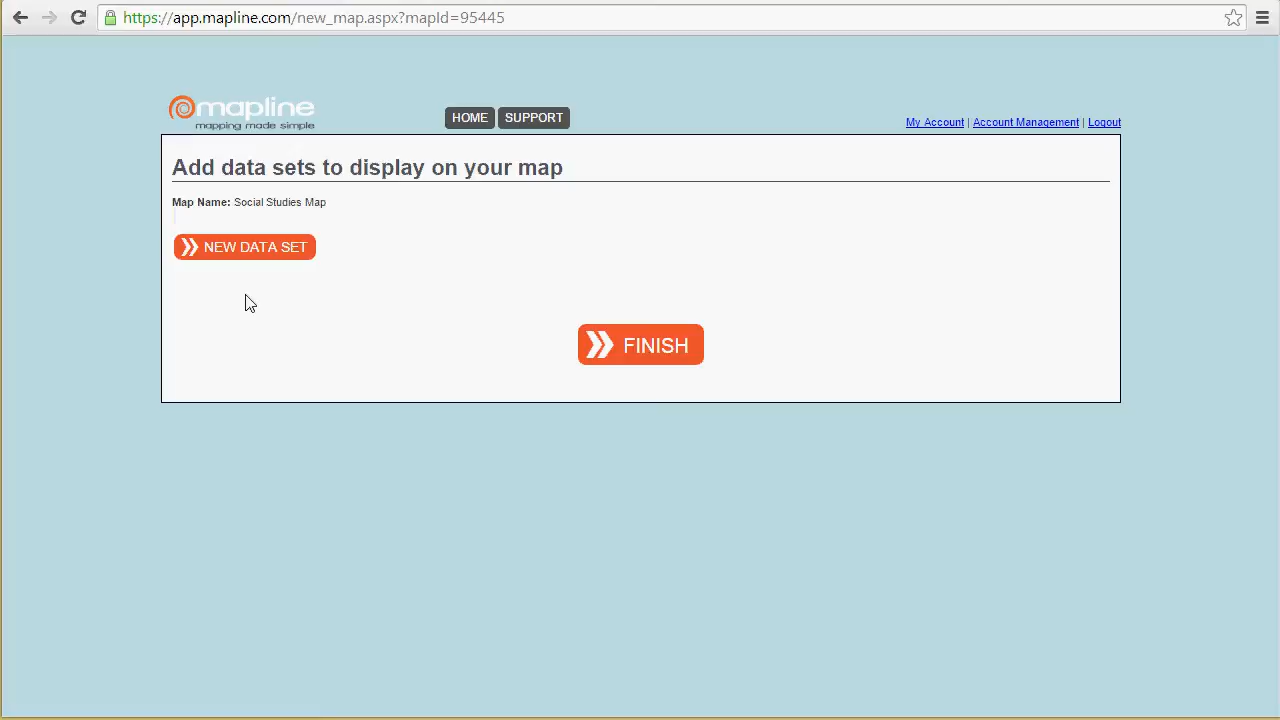 https://app.mapline.com/new_map.aspx?mapId=95445
mapline
mapping made simple
HOME SUPPORT
My Account | Account Management | Logout
Add data sets to display on your map
Map Name: Social Studies Map
NEW DATA SET
FINISH